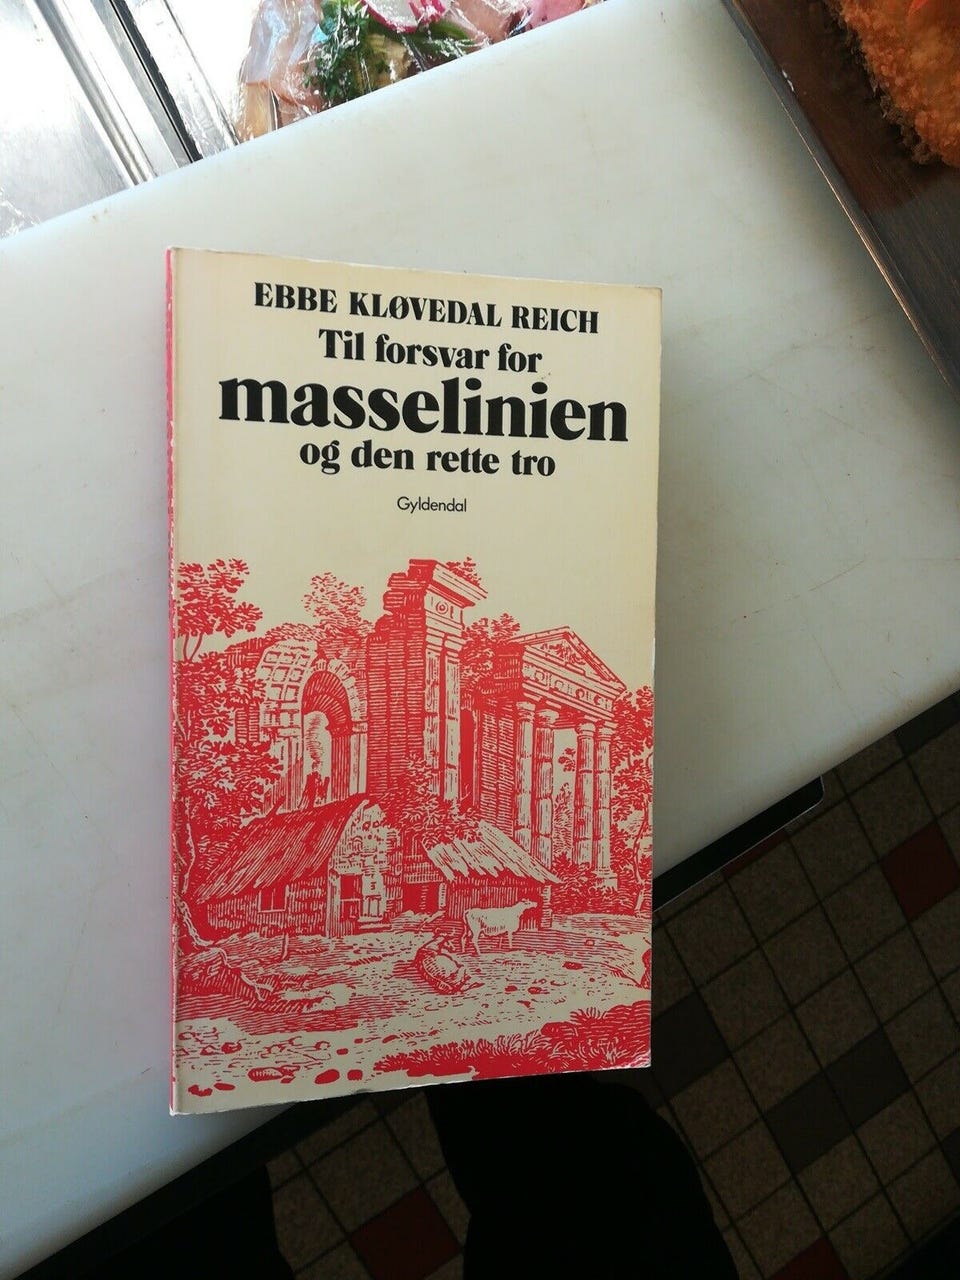 EBBE KLØVEDAL REICH
Til forsvar for
masselinien
og den rette tro
Gyldendal